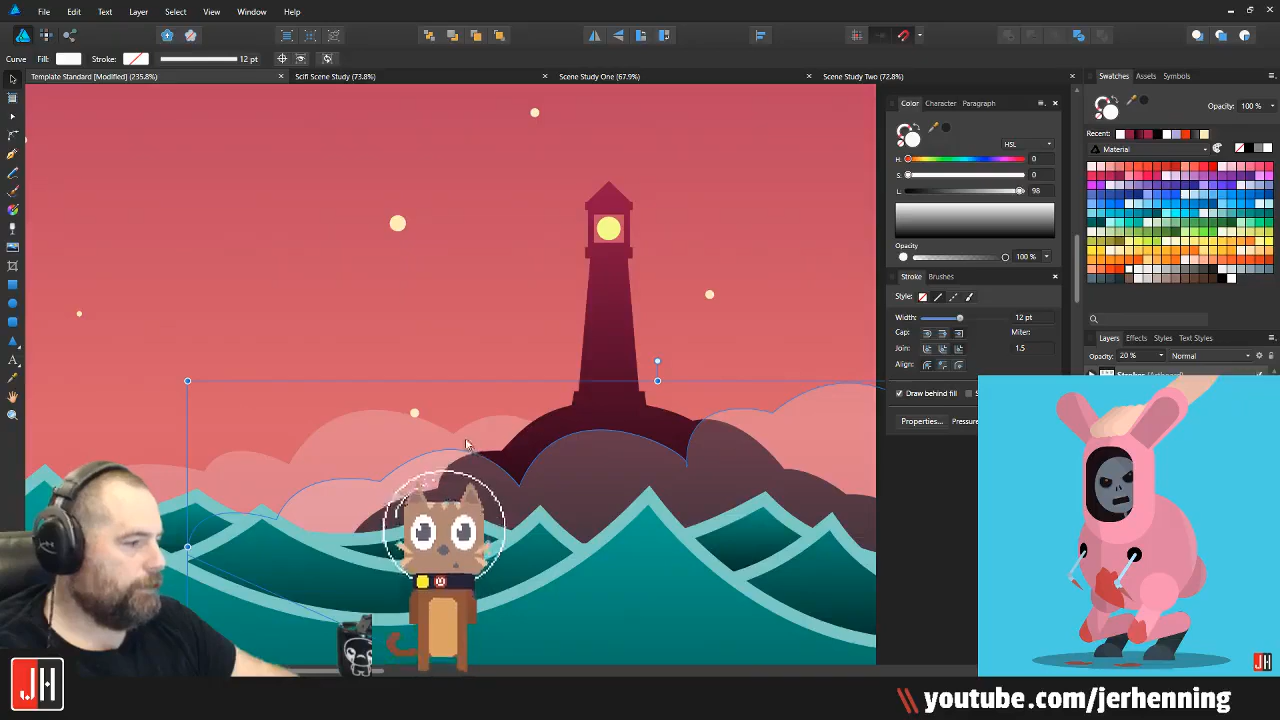 File Edit Text Layer Select View Window Help
Curve Fill: Stroke: 12 pt
Template Standard [Modified] (235.8%) Scifi Scene Study (73.8%) Scene Study One (67.9%) Scene Study Two (72.8%)
Color Character Paragraph
HSL
H: 0
S: 0
L: 98
Opacity
100 %
Stroke Brushes
Style:
Width: 12 pt
Cap: Miter:
Join: 1.5
Align:
Draw behind fill
Properties... Pressure
Swatches Assets Symbols
Opacity: 100 %
Recent:
Material
Layers Effects Styles Text Styles
Opacity: 20 % Normal
JH
JH
\\ youtube.com/jerhenning